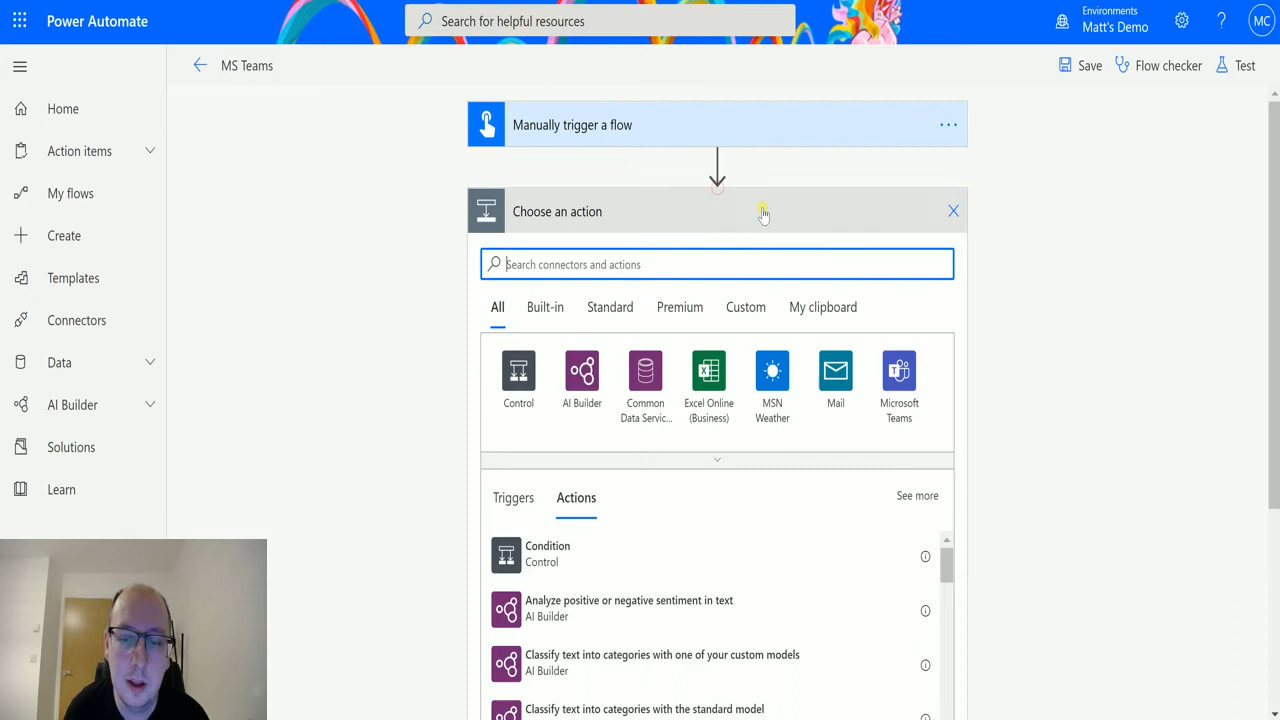 Power Automate
Search for helpful resources
Environments
Matt's Demo
MC
MS Teams
Save
Flow checker
Test
Home
Action items
My flows
Create
Templates
Connectors
Data
AI Builder
Solutions
Learn
Manually trigger a flow
Choose an action
Search connectors and actions
All
Built-in
Standard
Premium
Custom
My clipboard
Control
AI Builder
Common
Data Servic...
Excel Online
(Business)
MSN
Weather
Mail
Microsoft
Teams
Triggers
Actions
See more
Condition
Control
Analyze positive or negative sentiment in text
AI Builder
Classify text into categories with one of your custom models
AI Builder
Classify text into categories with the standard model